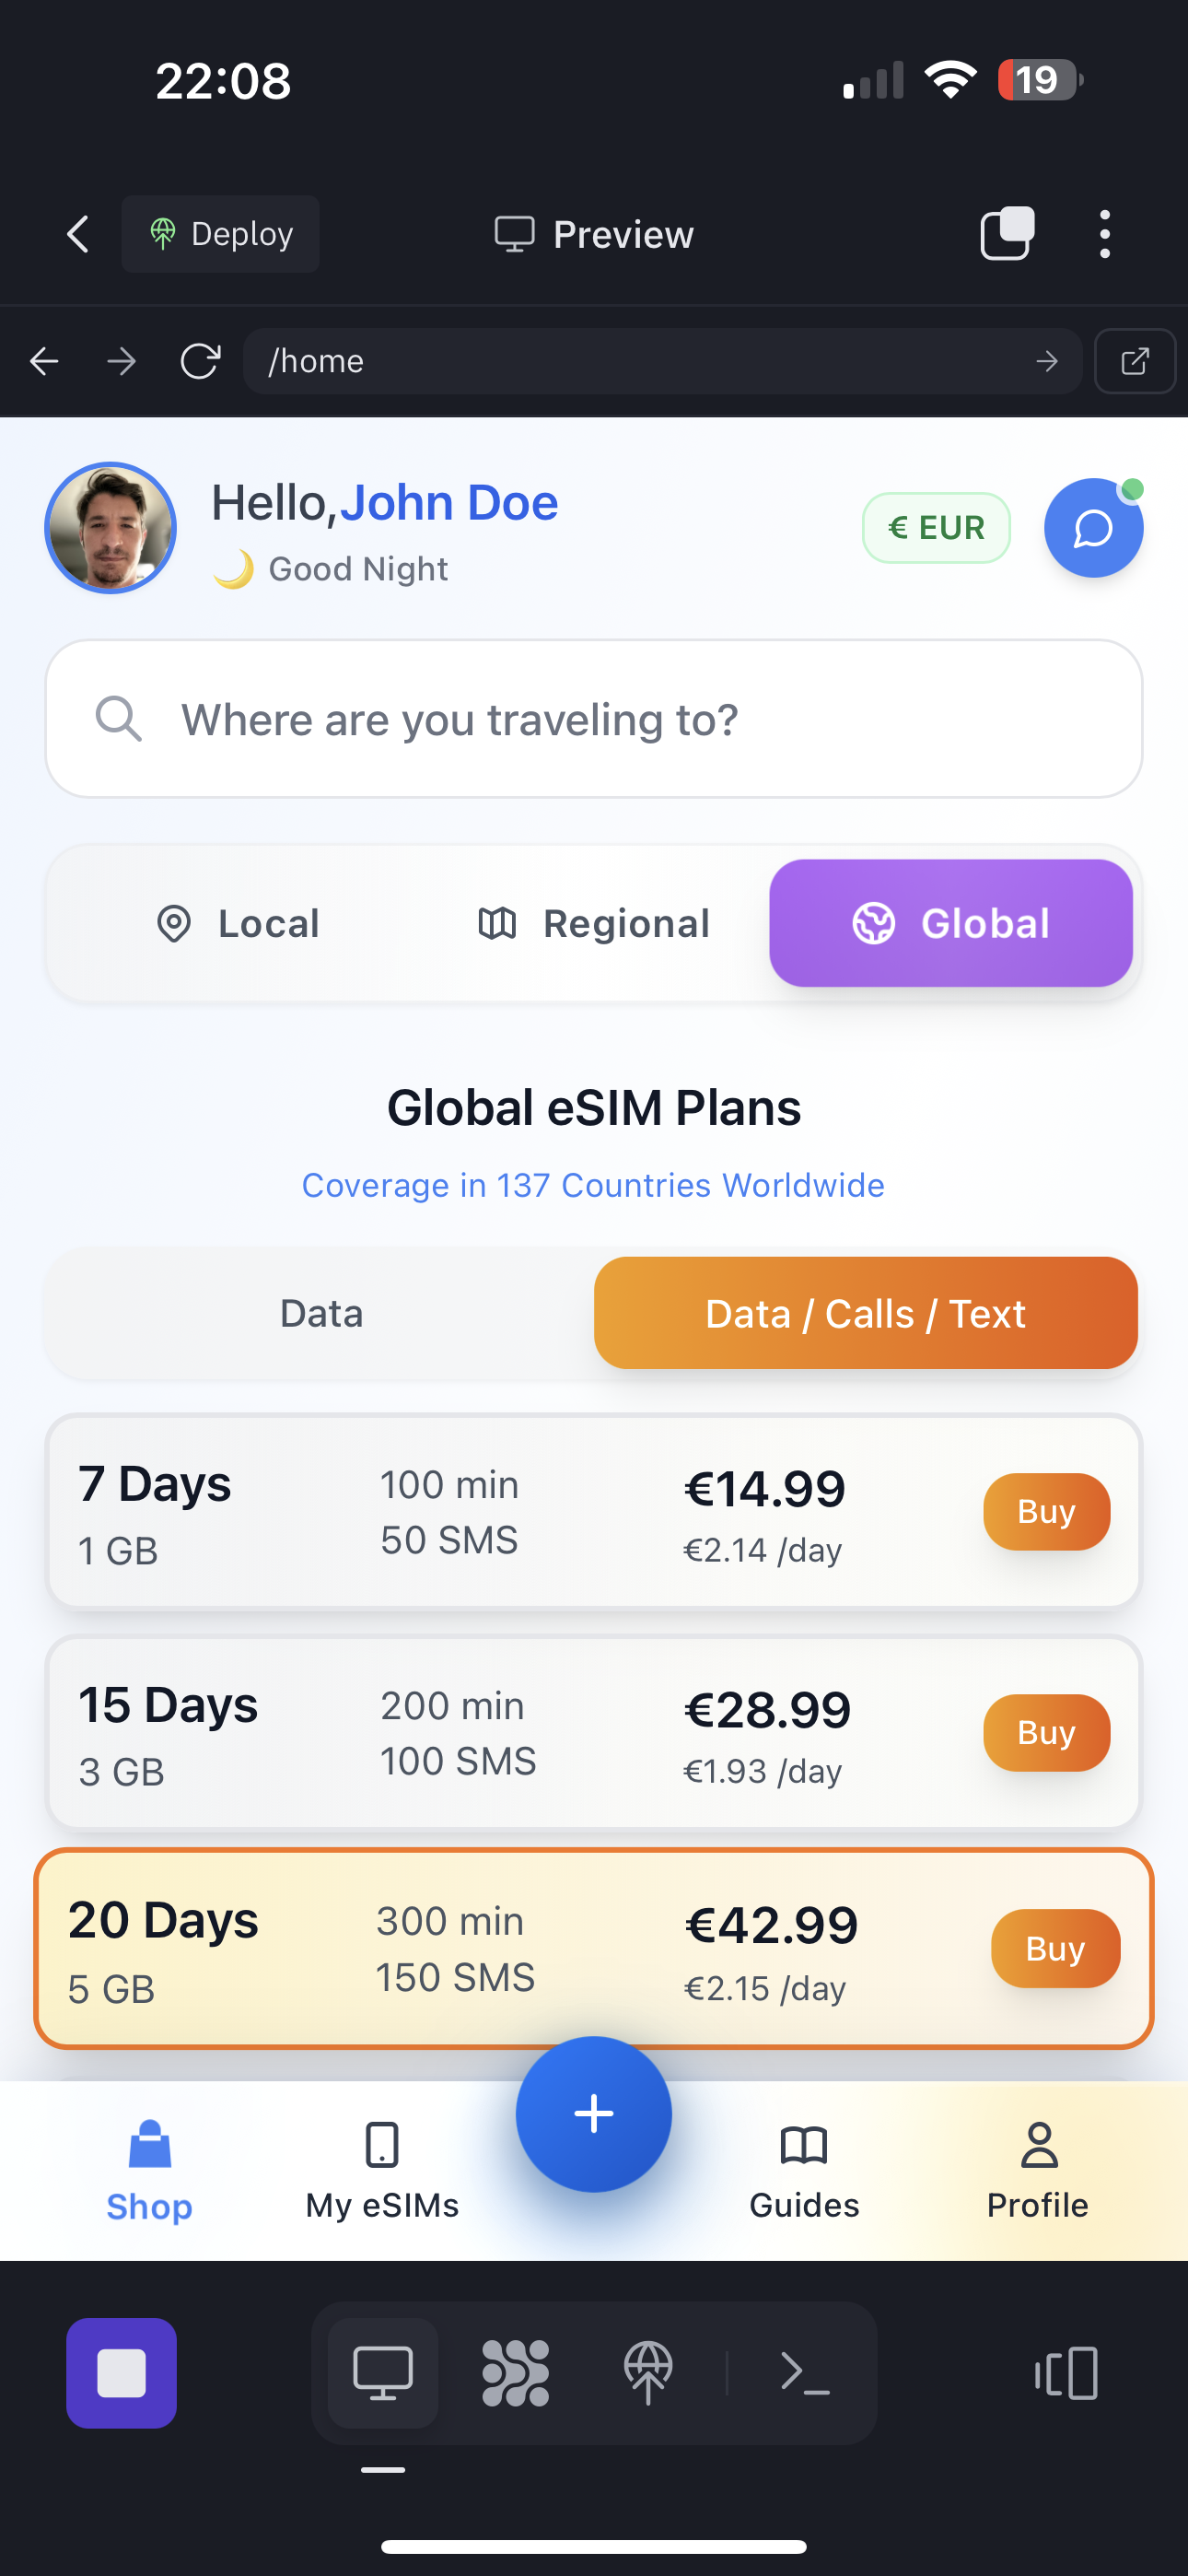 22:08
19
Deploy
Preview
/home
Hello,John Doe
🌙 Good Night
€ EUR
Where are you traveling to?
Local
Regional
Global
Global eSIM Plans
Coverage in 137 Countries Worldwide
Data
Data / Calls / Text
7 Days
1 GB
100 min
50 SMS
€14.99
€2.14 /day
Buy
15 Days
3 GB
200 min
100 SMS
€28.99
€1.93 /day
Buy
20 Days
5 GB
300 min
150 SMS
€42.99
€2.15 /day
Buy
Shop
My eSIMs
Guides
Profile